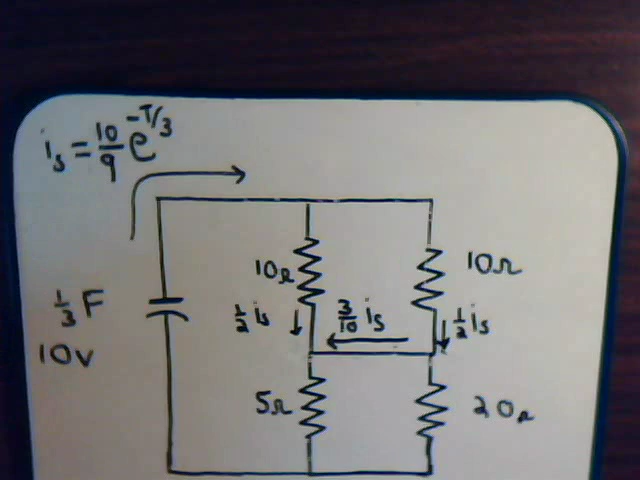 is = 10/9 e^-T/3
10Ω
10Ω
1/3 F
1/2 is
3/10 is
1/2 is
10v
5Ω
20Ω